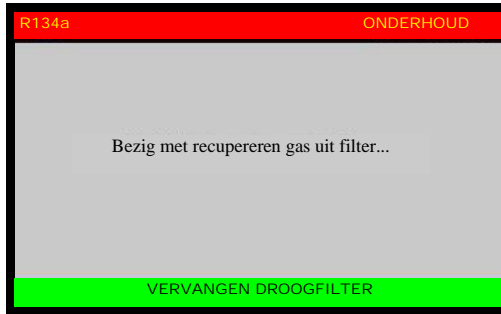 R134a ONDERHOUD
Bezig met recupereren gas uit filter...
VERVANGEN DROOGFILTER